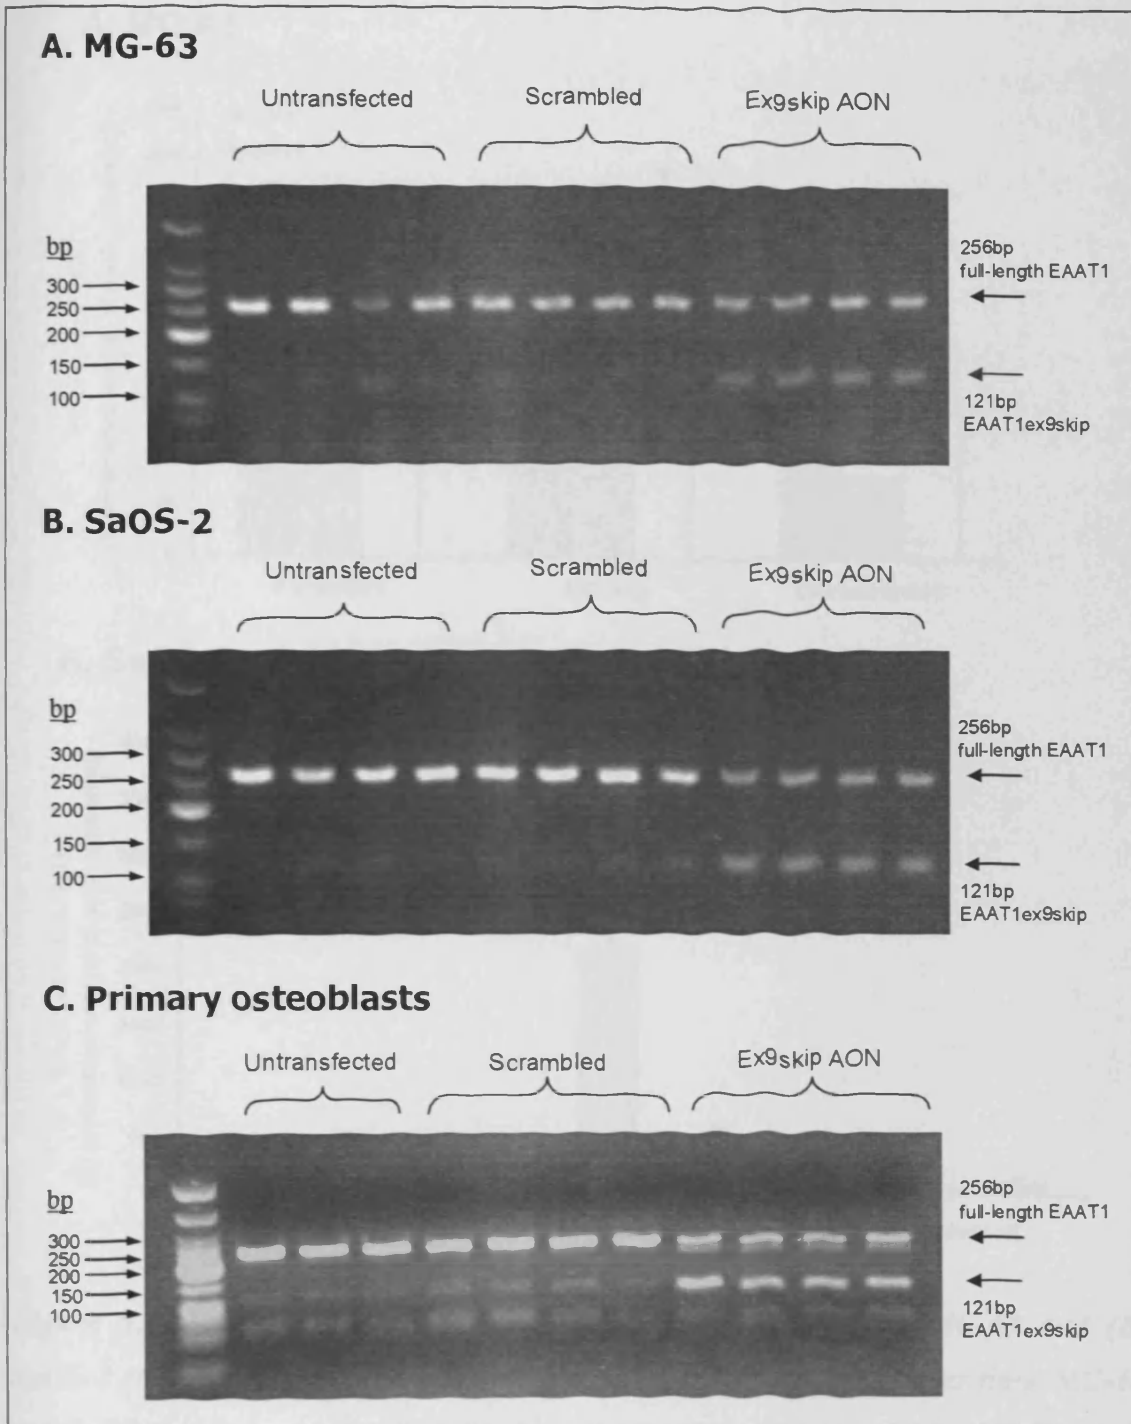 A. MG-63
Untransfected
Scrambled
Ex9skip AON
bp
300
250
200
150
100
256bp
full-length EAAT1
121bp
EAAT1ex9skip
B. SaOS-2
Untransfected
Scrambled
Ex9skip AON
bp
300
250
200
150
100
256bp
full-length EAAT1
121bp
EAAT1ex9skip
C. Primary osteoblasts
Untransfected
Scrambled
Ex9skip AON
bp
300
250
200
150
100
256bp
full-length EAAT1
121bp
EAAT1ex9skip